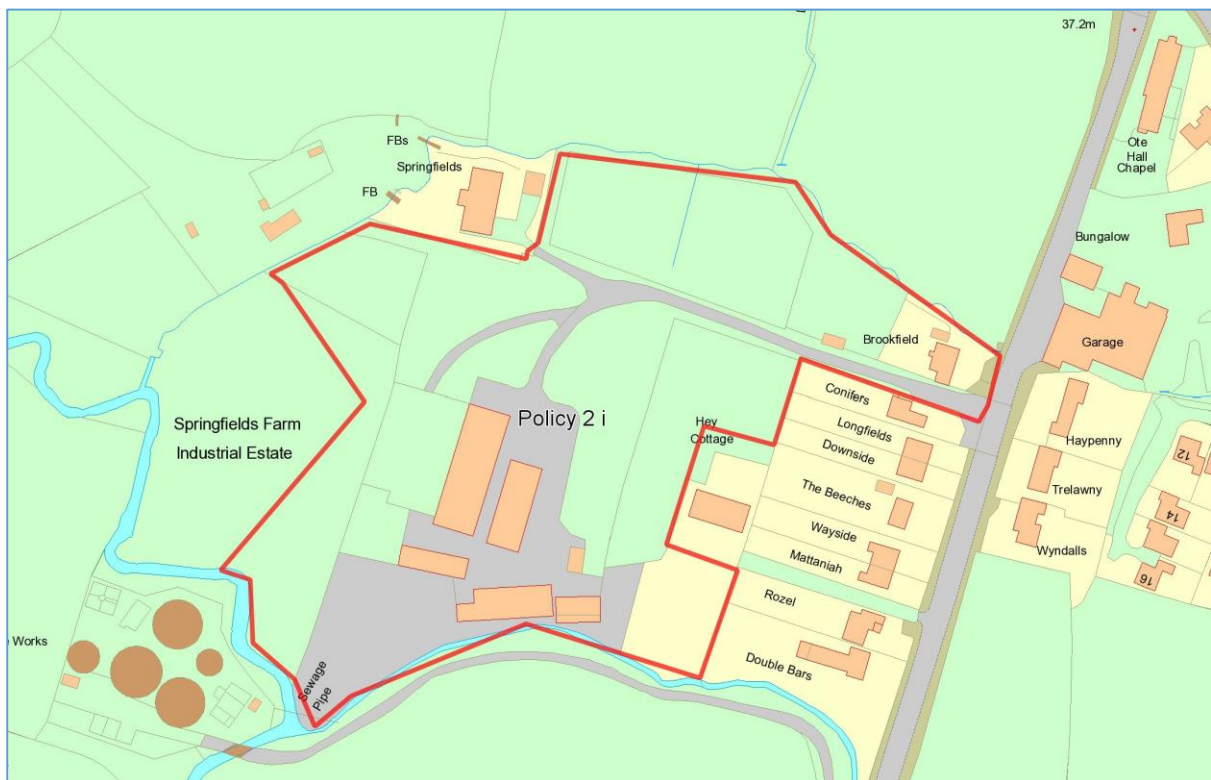 37.2m
Ote
Hall
Chapel
FBs
Springfields
FB
Bungalow
Brookfield
Garage
Conifers
Policy 2 i
Hey
Cottage
Longfields
Springfields Farm
Industrial Estate
Downside
Haypenny
12
The Beeches
Trelawny
14
Wayside
Wyndalls
Mattaniah
16
Rozel
Works
Double Bars
Sewage
Pipe